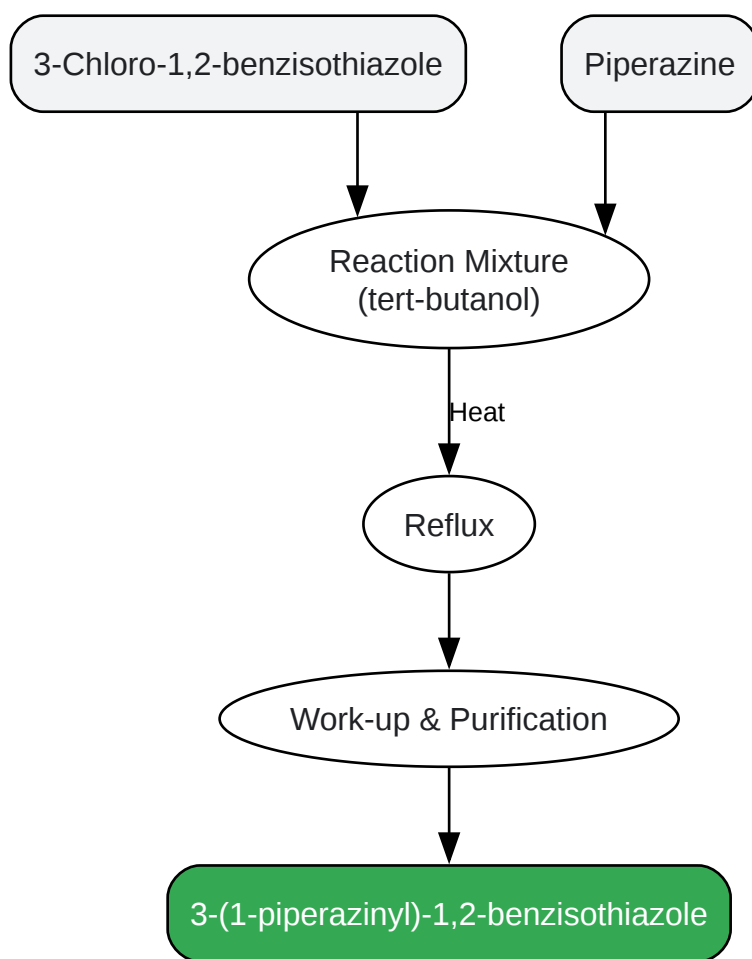 3-Chloro-1,2-benzisothiazole
Piperazine
Reaction Mixture
(tert-butanol)
Heat
Reflux
Work-up & Purification
3-(1-piperazinyl)-1,2-benzisothiazole